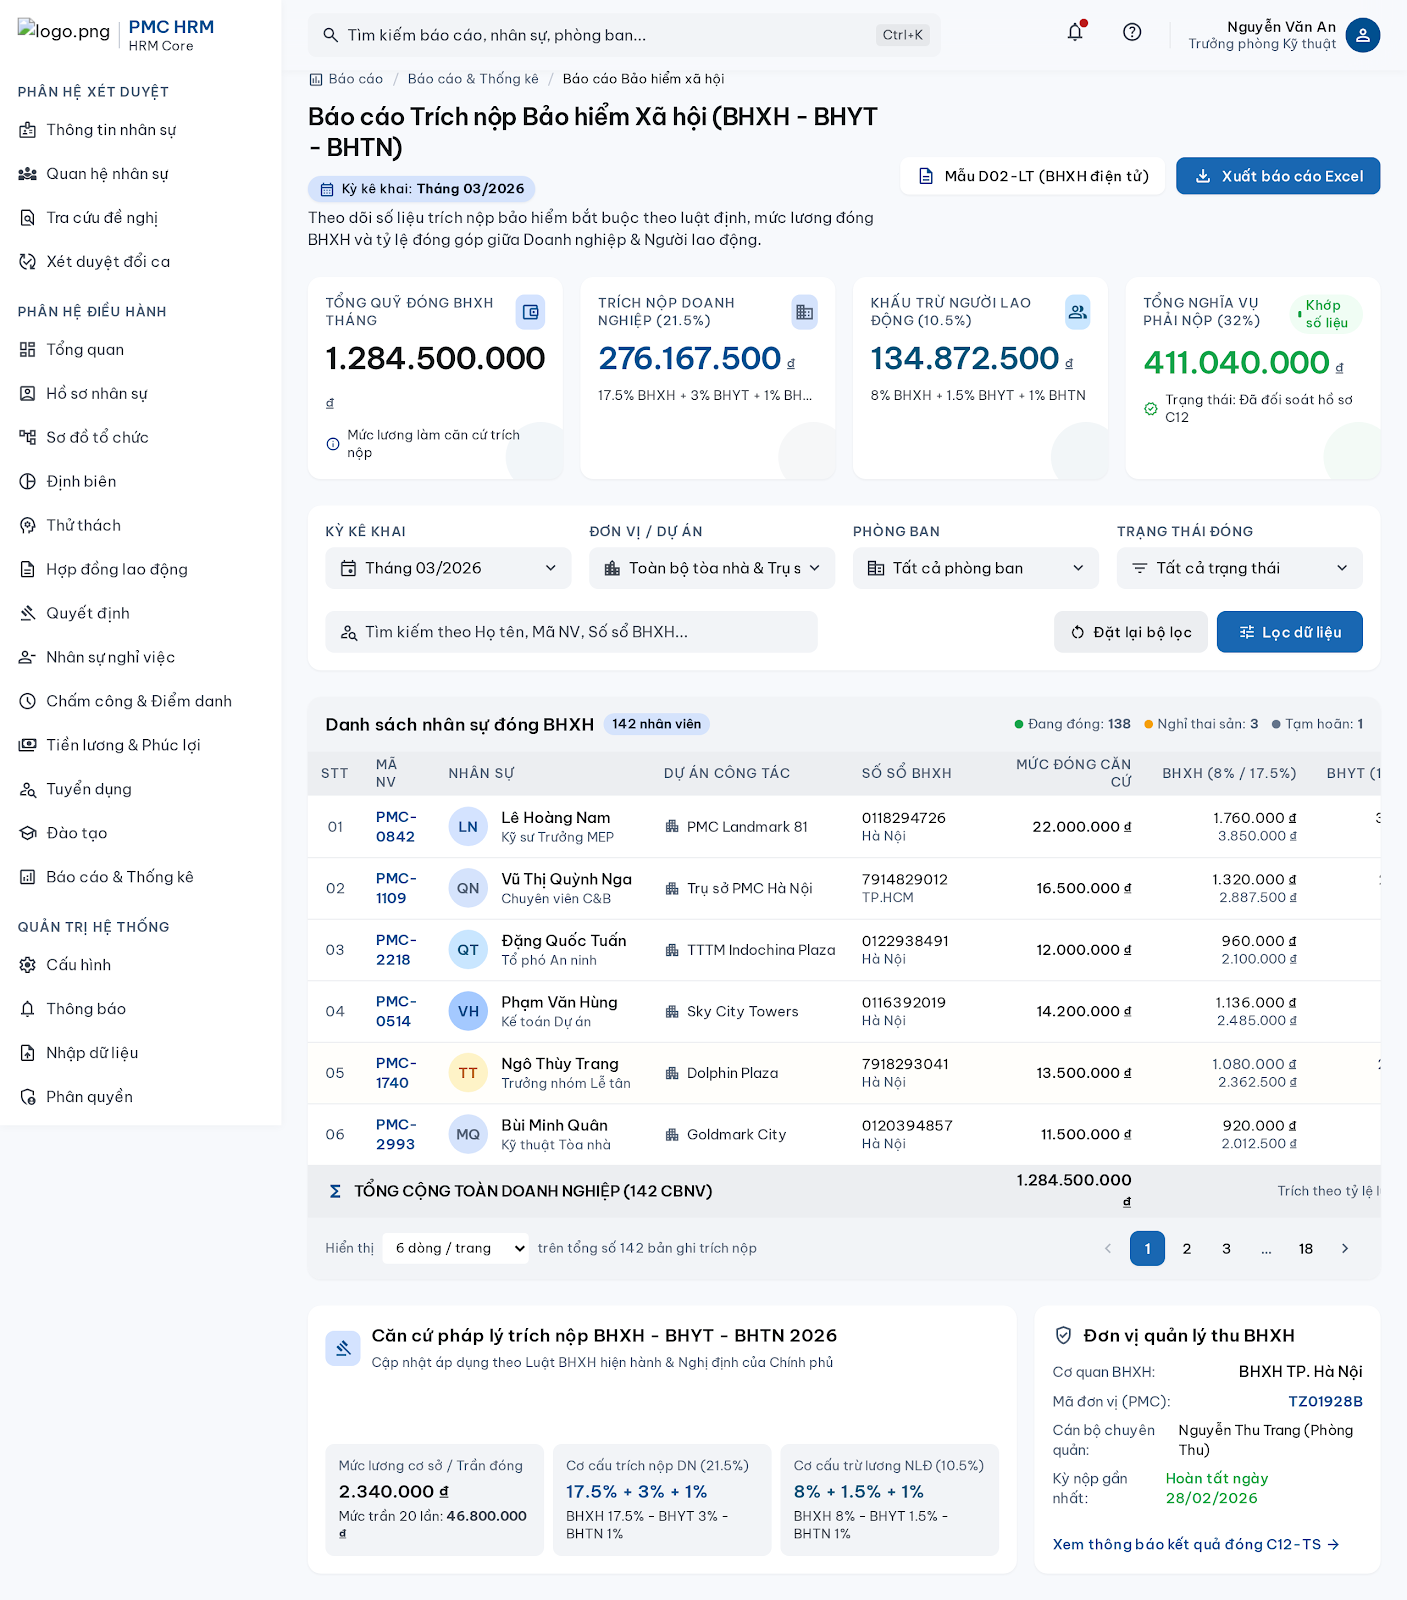 logo.png
PMC HRM
HRM Core
Tìm kiếm báo cáo, nhân sự, phòng ban...
Ctrl+K
Nguyễn Văn An
Trưởng phòng Kỹ thuật
PHÂN HỆ XÉT DUYỆT
Thông tin nhân sự
Quan hệ nhân sự
Tra cứu đề nghị
Xét duyệt đổi ca
PHÂN HỆ ĐIỀU HÀNH
Tổng quan
Hồ sơ nhân sự
Sơ đồ tổ chức
Định biên
Thử thách
Hợp đồng lao động
Quyết định
Nhân sự nghỉ việc
Chấm công & Điểm danh
Tiền lương & Phúc lợi
Tuyển dụng
Đào tạo
Báo cáo & Thống kê
QUẢN TRỊ HỆ THỐNG
Cấu hình
Thông báo
Nhập dữ liệu
Phân quyền
Báo cáo / Báo cáo & Thống kê / Báo cáo Bảo hiểm xã hội
Báo cáo Trích nộp Bảo hiểm Xã hội (BHXH - BHYT
- BHTN)
Kỳ kê khai: Tháng 03/2026
Theo dõi số liệu trích nộp bảo hiểm bắt buộc theo luật định, mức lương đóng
BHXH và tỷ lệ đóng góp giữa Doanh nghiệp & Người lao động.
Mẫu D02-LT (BHXH điện tử)
Xuất báo cáo Excel
TỔNG QUỸ ĐÓNG BHXH
THÁNG
1.284.500.000
đ
Mức lương làm căn cứ trích
nộp
TRÍCH NỘP DOANH
NGHIỆP (21.5%)
276.167.500 đ
17.5% BHXH + 3% BHYT + 1% BH...
KHẤU TRỪ NGƯỜI LAO
ĐỘNG (10.5%)
134.872.500 đ
8% BHXH + 1.5% BHYT + 1% BHTN
TỔNG NGHĨA VỤ
PHẢI NỘP (32%)
Khớp
số liệu
411.040.000 đ
Trạng thái: Đã đối soát hồ sơ
C12
KỲ KÊ KHAI
Tháng 03/2026
ĐƠN VỊ / DỰ ÁN
Toàn bộ tòa nhà & Trụ s
PHÒNG BAN
Tất cả phòng ban
TRẠNG THÁI ĐÓNG
Tất cả trạng thái
Tìm kiếm theo Họ tên, Mã NV, Số sổ BHXH...
Đặt lại bộ lọc
Lọc dữ liệu
Danh sách nhân sự đóng BHXH
142 nhân viên
Đang đóng: 138
Nghỉ thai sản: 3
Tạm hoãn: 1
STT
MÃ
NV
NHÂN SỰ
DỰ ÁN CÔNG TÁC
SỐ SỔ BHXH
MỨC ĐÓNG CĂN
CỨ
BHXH (8% / 17.5%)
BHYT (1
01
PMC-
0842
LN
Lê Hoàng Nam
Kỹ sư Trưởng MEP
PMC Landmark 81
0118294726
Hà Nội
22.000.000 đ
1.760.000 đ
3.850.000 đ
02
PMC-
1109
QN
Vũ Thị Quỳnh Nga
Chuyên viên C&B
Trụ sở PMC Hà Nội
7914829012
TP.HCM
16.500.000 đ
1.320.000 đ
2.887.500 đ
03
PMC-
2218
QT
Đặng Quốc Tuấn
Tổ phó An ninh
TTTM Indochina Plaza
0122938491
Hà Nội
12.000.000 đ
960.000 đ
2.100.000 đ
04
PMC-
0514
VH
Phạm Văn Hùng
Kế toán Dự án
Sky City Towers
0116392019
Hà Nội
14.200.000 đ
1.136.000 đ
2.485.000 đ
05
PMC-
1740
TT
Ngô Thùy Trang
Trưởng nhóm Lễ tân
Dolphin Plaza
7918293041
Hà Nội
13.500.000 đ
1.080.000 đ
2.362.500 đ
06
PMC-
2993
MQ
Bùi Minh Quân
Kỹ thuật Tòa nhà
Goldmark City
0120394857
Hà Nội
11.500.000 đ
920.000 đ
2.012.500 đ
TỔNG CỘNG TOÀN DOANH NGHIỆP (142 CBNV)
1.284.500.000
đ
Trích theo tỷ lệ l
Hiển thị
6 dòng / trang
trên tổng số 142 bản ghi trích nộp
1 2 3 ... 18
Căn cứ pháp lý trích nộp BHXH - BHYT - BHTN 2026
Cập nhật áp dụng theo Luật BHXH hiện hành & Nghị định của Chính phủ
Mức lương cơ sở / Trần đóng
2.340.000 đ
Mức trần 20 lần: 46.800.000
đ
Cơ cấu trích nộp DN (21.5%)
17.5% + 3% + 1%
BHXH 17.5% - BHYT 3% -
BHTN 1%
Cơ cấu trừ lương NLĐ (10.5%)
8% + 1.5% + 1%
BHXH 8% - BHYT 1.5% -
BHTN 1%
Đơn vị quản lý thu BHXH
Cơ quan BHXH:
BHXH TP. Hà Nội
Mã đơn vị (PMC):
TZ01928B
Cán bộ chuyên
quản:
Nguyễn Thu Trang (Phòng
Thu)
Kỳ nộp gần
nhất:
Hoàn tất ngày
28/02/2026
Xem thông báo kết quả đóng C12-TS →